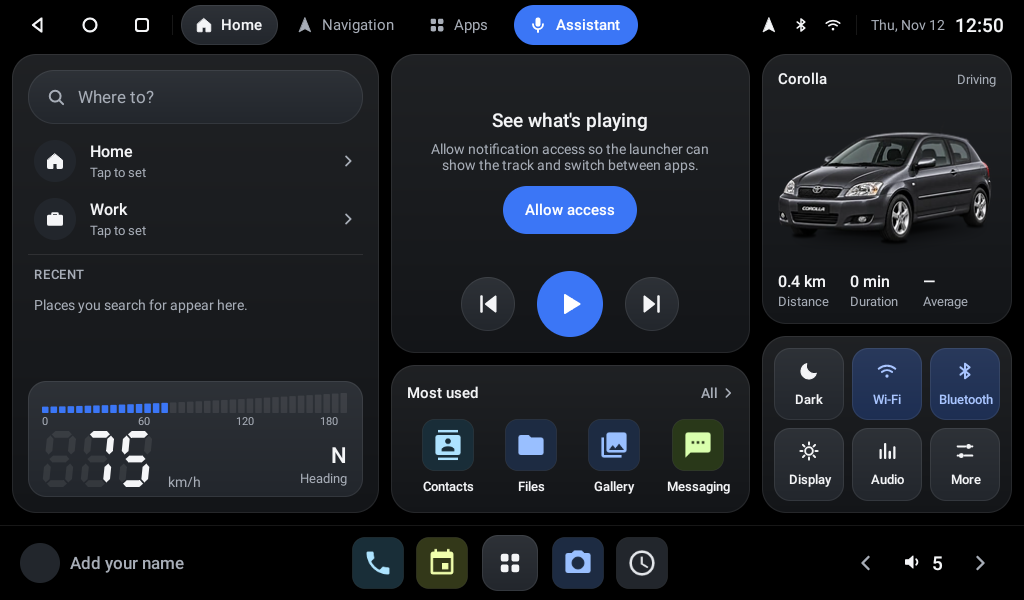 Home
Navigation
Apps
Assistant
Thu, Nov 12
12:50
Where to?
Home
Tap to set
Work
Tap to set
RECENT
Places you search for appear here.
0 60 120 180
75
km/h
N
Heading
See what's playing
Allow notification access so the launcher can
show the track and switch between apps.
Allow access
Most used
All
Contacts
Files
Gallery
Messaging
Corolla
Driving
COROLLA
0.4 km
Distance
0 min
Duration
–
Average
Dark
Wi-Fi
Bluetooth
Display
Audio
More
Add your name
5